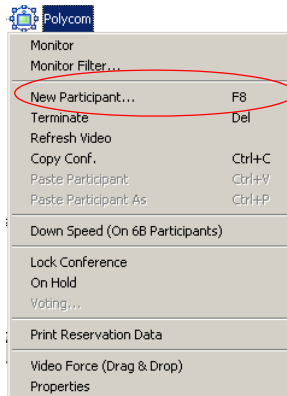 Polycom
Monitor
Monitor Filter...
New Participant... F8
Terminate Del
Refresh Video
Copy Conf. Ctrl+C
Paste Participant Ctrl+V
Paste Participant As Ctrl+P
Down Speed (On 6B Participants)
Lock Conference
On Hold
Voting...
Print Reservation Data
Video Force (Drag & Drop)
Properties